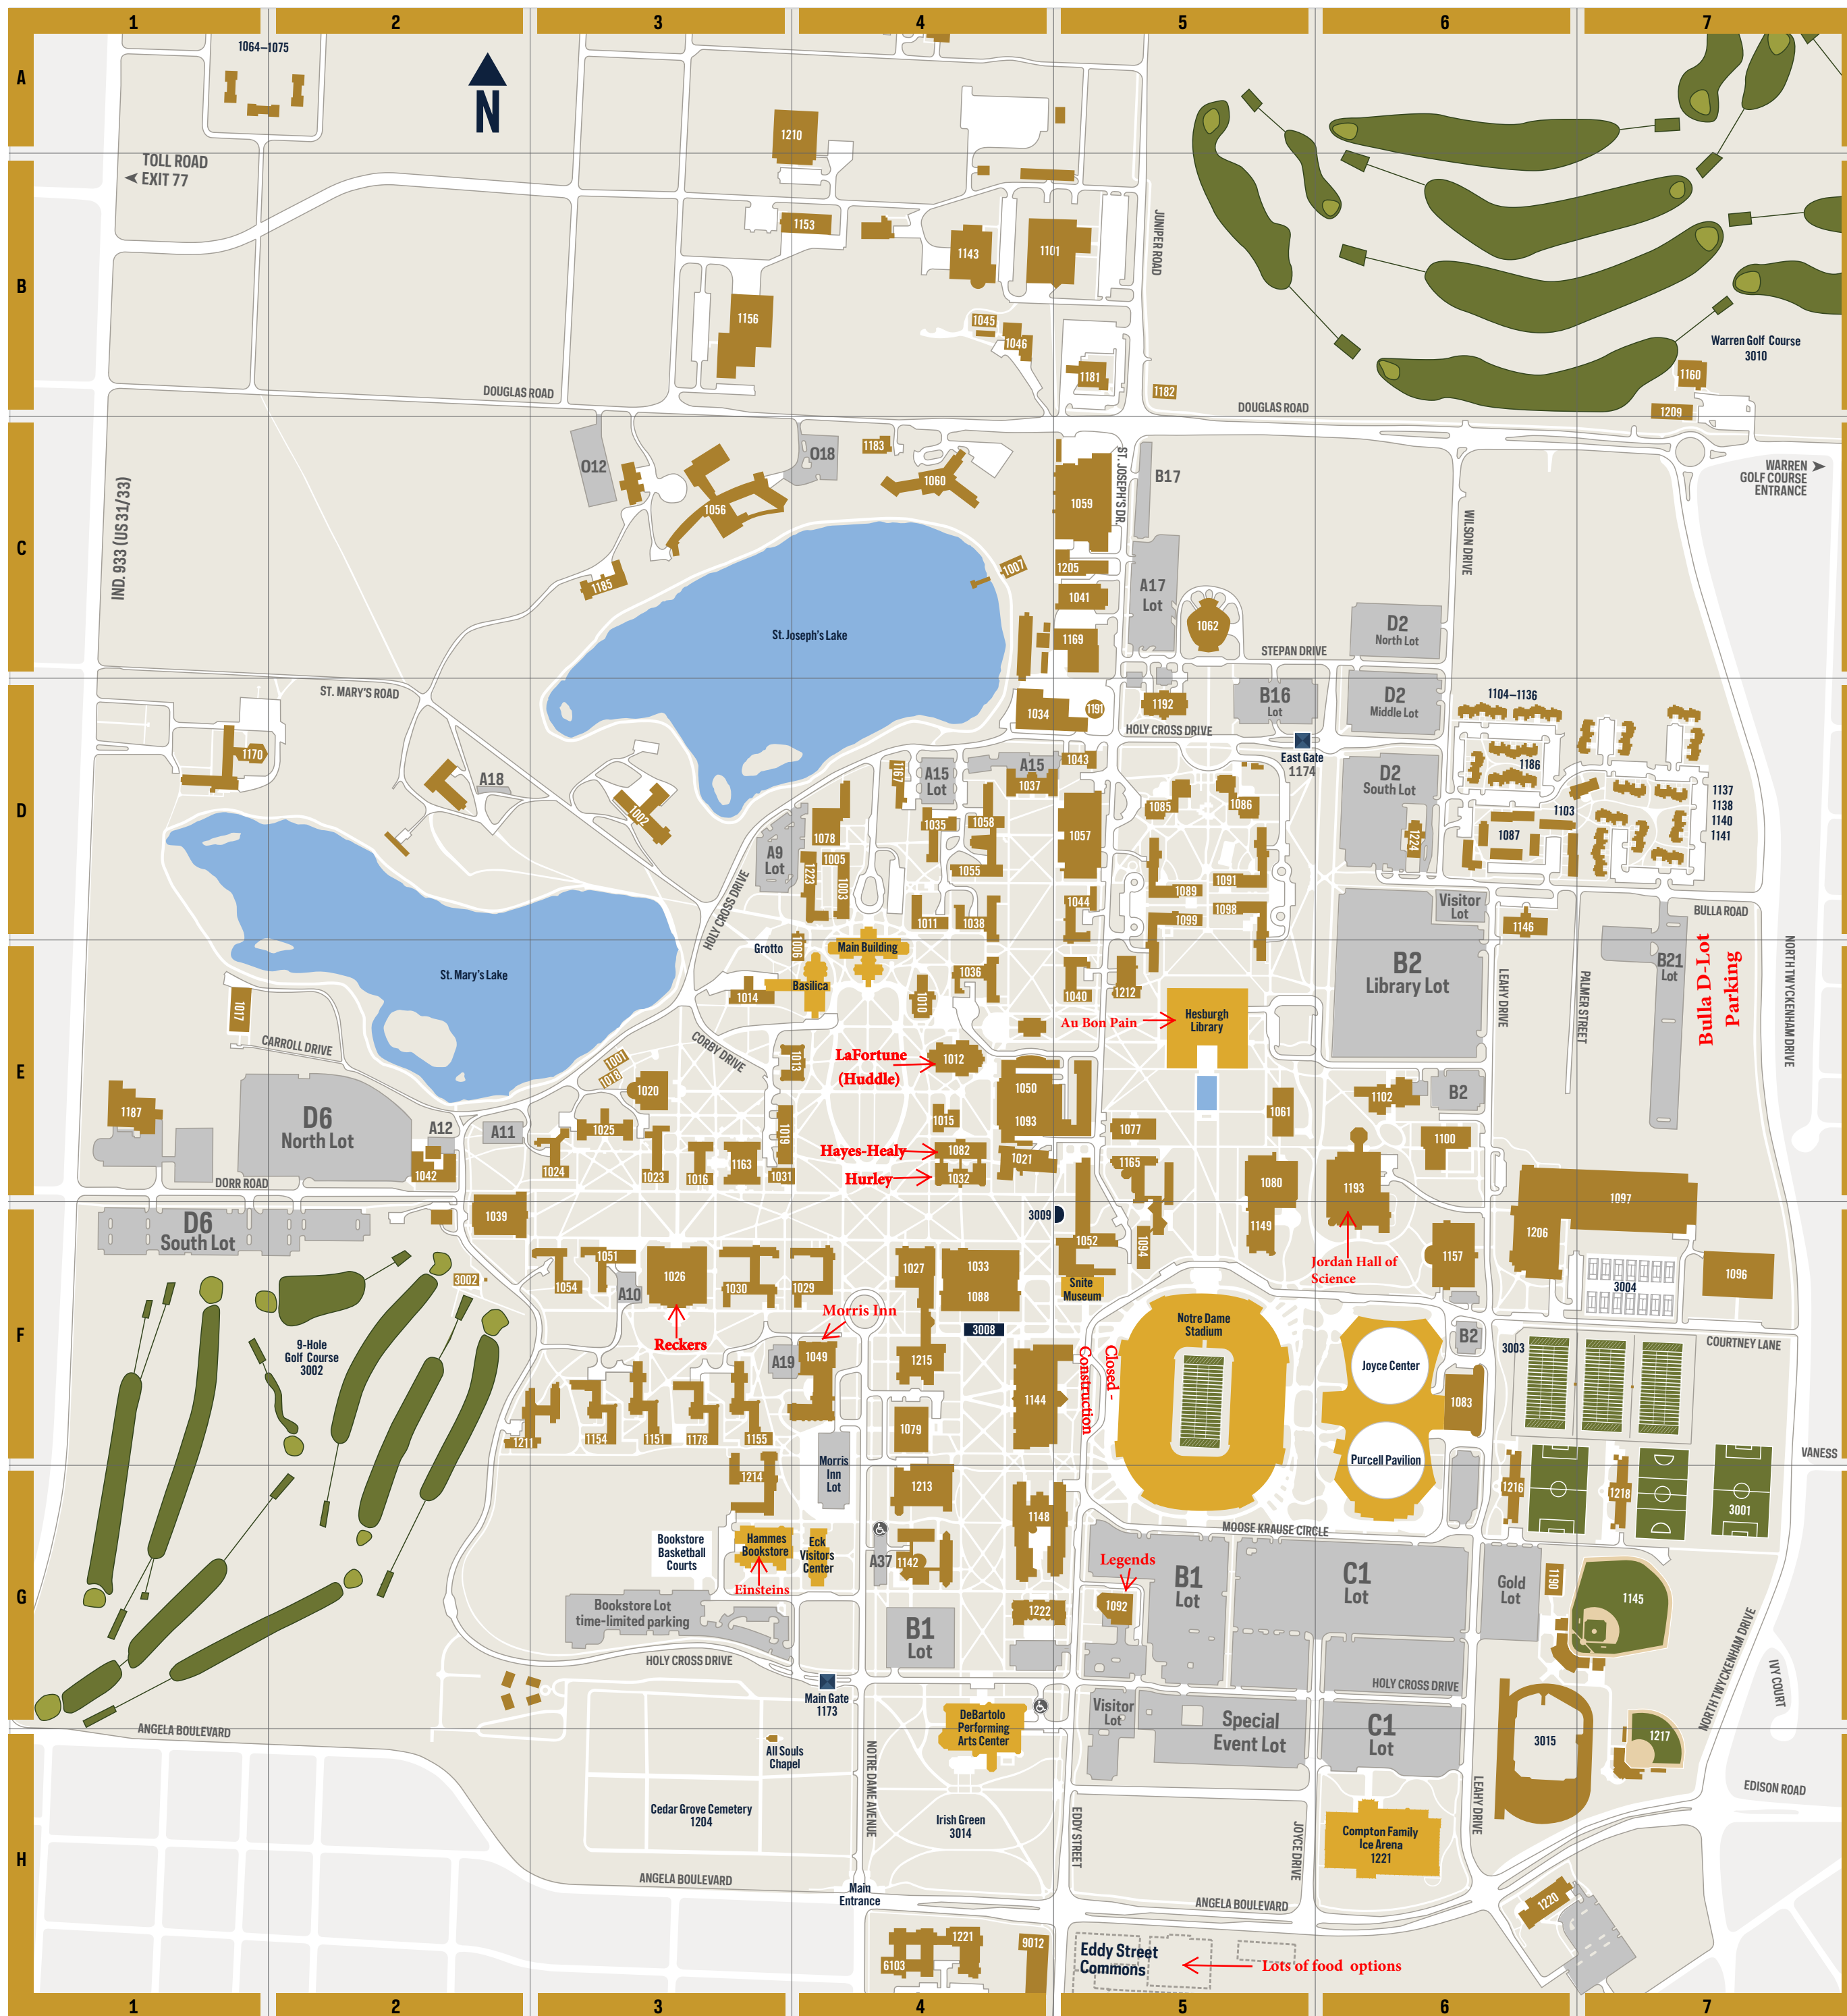 1 2 3 4 5 6 7
A
1064–1075
N
1210
TOLL ROAD
EXIT 77
B
1153
1143
1101
JUNIPER ROAD
1156
1045
1046
1181
1182
Warren Golf Course
3010
1160
1209
DOUGLAS ROAD
DOUGLAS ROAD
C
IND. 933 (US 31/33)
O12
O18
1183
1056
1060
1059
ST. JOSEPH'S DR.
B17
WARREN
GOLF COURSE
ENTRANCE
WILSON DRIVE
1185
1007
1205
A17
Lot
1041
1062
1169
D2
North Lot
St. Joseph's Lake
STEPAN DRIVE
ST. MARY'S ROAD
D
1034
1191
1192
B16
Lot
D2
Middle Lot
1104–1136
HOLY CROSS DRIVE
1170
A18
1002
1167
A15
Lot
A15
1037
1043
East Gate
1174
D2
South Lot
1186
1137
1138
1140
1141
1103
1087
1224
1085
1086
1078
1035
1058
1057
A9
Lot
1223
1005
1003
1055
1089
1091
1044
1099
1098
1011
1038
HOLY CROSS DRIVE
Visitor
Lot
1146
BULLA ROAD
E
Grotto
1006
Main Building
St. Mary's Lake
Basilica
1014
1036
1010
1040
1212
B2
Library Lot
B21
Lot
Bulla D-Lot
Parking
LEAHY DRIVE
PALMER STREET
NORTH TWYCKENHAM DRIVE
1017
CARROLL DRIVE
CORBY DRIVE
Au Bon Pain
Hesburgh
Library
LaFortune
(Huddle)
1012
1013
1001
1018
1020
1050
1093
1061
1102
B2
1187
D6
North Lot
A12
A11
1025
1019
1015
1077
1100
Hayes-Healy
1082
Hurley
1032
1021
1165
1042
1024
1023
1016
1163
1031
1080
1193
1097
DORR ROAD
F
D6
South Lot
1039
3009
1052
1094
1149
1157
1206
3002
1054
1051
A10
1026
1030
1029
1027
1033
1088
Snite
Museum
Jordan Hall of
Science
3004
1096
Morris Inn
Reckers
3008
Notre Dame
Stadium
Joyce Center
B2
3003
COURTNEY LANE
9-Hole
Golf Course
3002
A19
1049
1215
Closed -
Construction
1144
1083
1211
1154
1151
1178
1155
1079
Purcell Pavilion
VANESS
G
1214
Morris
Inn
Lot
1213
1148
1216
1218
3001
MOOSE KRAUSE CIRCLE
Bookstore
Basketball
Courts
Hammes
Bookstore
Eck
Visitors
Center
A37
1142
Legends
Einsteins
B1
Lot
C1
Lot
Gold
Lot
1190
1145
1092
1222
Bookstore Lot
time-limited parking
B1
Lot
HOLY CROSS DRIVE
HOLY CROSS DRIVE
Main Gate
1173
DeBartolo
Performing
Arts Center
Visitor
Lot
Special
Event Lot
C1
Lot
NORTH TWYCKENHAM DRIVE
IVY COURT
ANGELA BOULEVARD
H
All Souls
Chapel
NOTRE DAME AVENUE
3015
1217
EDISON ROAD
Cedar Grove Cemetery
1204
Irish Green
3014
EDDY STREET
JOYCE DRIVE
LEAHY DRIVE
Compton Family
Ice Arena
1221
ANGELA BOULEVARD
Main
Entrance
ANGELA BOULEVARD
1220
1221
6103
9012
Eddy Street
Commons
Lots of food options
1 2 3 4 5 6 7